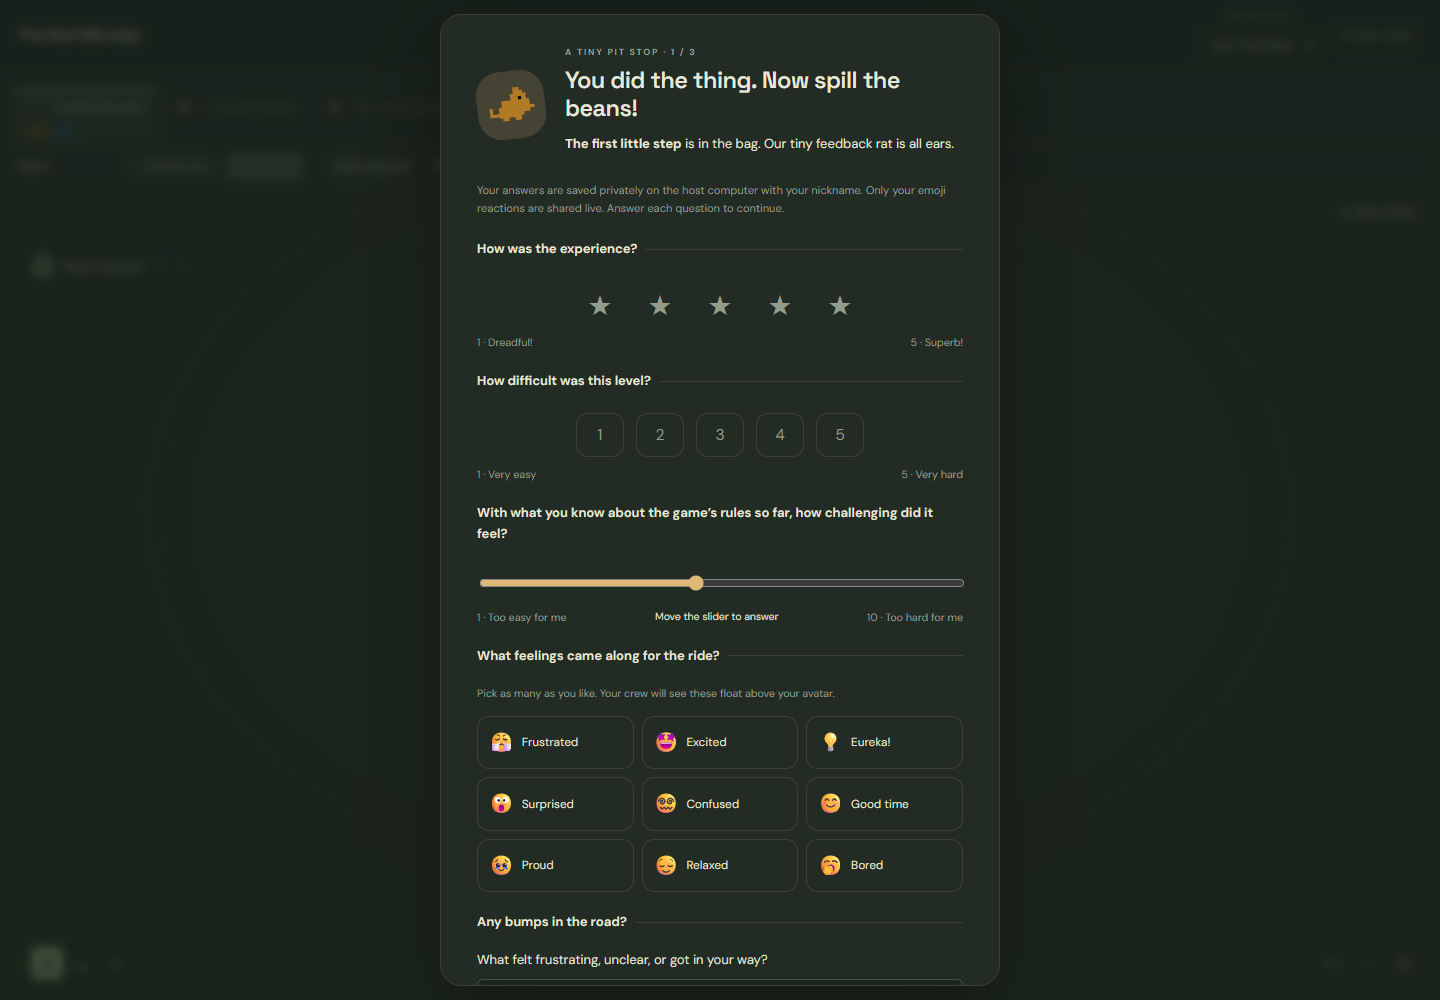 A TINY PIT STOP · 1 / 3
You did the thing. Now spill the
beans!
The first little step is in the bag. Our tiny feedback rat is all ears.
Your answers are saved privately on the host computer with your nickname. Only your emoji
reactions are shared live. Answer each question to continue.
How was the experience?
1 · Dreadful!
5 · Superb!
How difficult was this level?
1 2 3 4 5
1 · Very easy
5 · Very hard
With what you know about the game’s rules so far, how challenging did it
feel?
1 · Too easy for me
Move the slider to answer
10 · Too hard for me
What feelings came along for the ride?
Pick as many as you like. Your crew will see these float above your avatar.
Frustrated
Excited
Eureka!
Surprised
Confused
Good time
Proud
Relaxed
Bored
Any bumps in the road?
What felt frustrating, unclear, or got in your way?